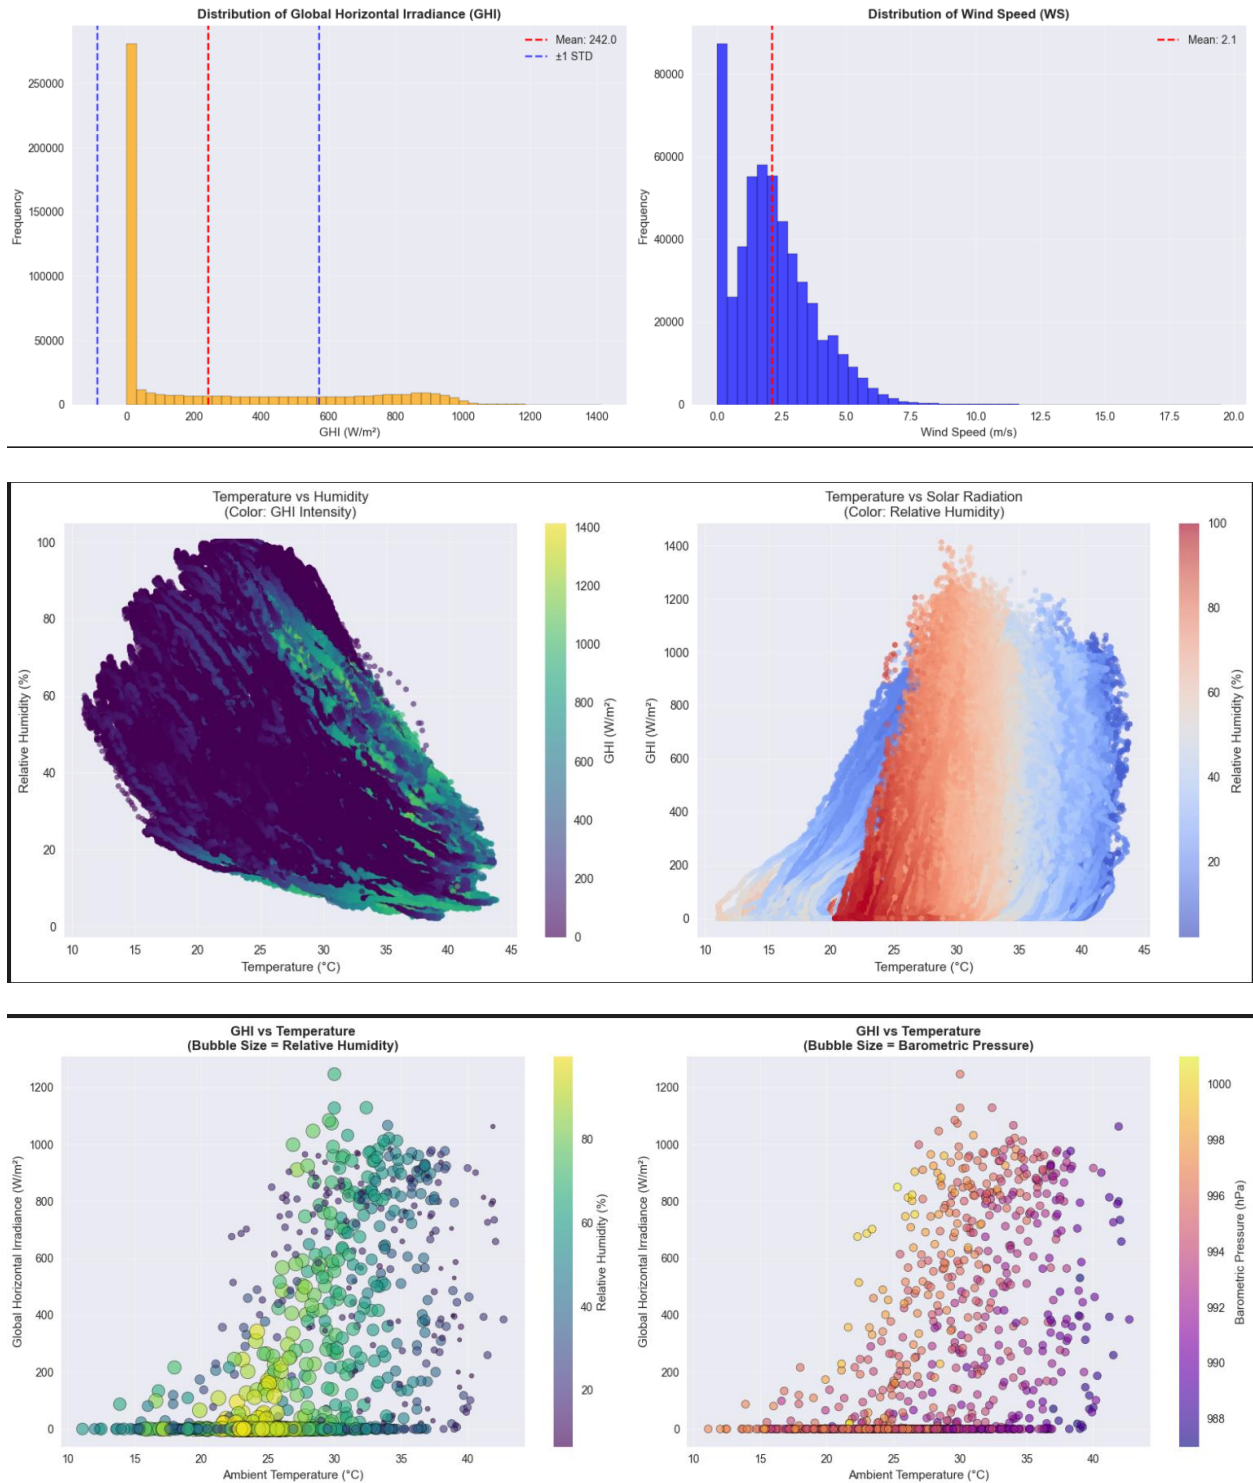 Distribution of Global Horizontal Irradiance (GHI)
Mean: 242.0
±1 STD
Frequency
250000
200000
150000
100000
50000
0
0 200 400 600 800 1000 1200 1400
GHI (W/m²)
Distribution of Wind Speed (WS)
Mean: 2.1
Frequency
80000
60000
40000
20000
0
0.0 2.5 5.0 7.5 10.0 12.5 15.0 17.5 20.0
Wind Speed (m/s)
Temperature vs Humidity
(Color: GHI Intensity)
Relative Humidity (%)
100
80
60
40
20
0
10 15 20 25 30 35 40 45
Temperature (°C)
1400
1200
1000
800
600
400
200
0
GHI (W/m²)
Temperature vs Solar Radiation
(Color: Relative Humidity)
GHI (W/m²)
1400
1200
1000
800
600
400
200
0
10 15 20 25 30 35 40 45
Temperature (°C)
100
80
60
40
20
Relative Humidity (%)
GHI vs Temperature
(Bubble Size = Relative Humidity)
Global Horizontal Irradiance (W/m²)
1200
1000
800
600
400
200
0
10 15 20 25 30 35 40
Ambient Temperature (°C)
80
60
40
20
Relative Humidity (%)
GHI vs Temperature
(Bubble Size = Barometric Pressure)
Global Horizontal Irradiance (W/m²)
1200
1000
800
600
400
200
0
10 15 20 25 30 35 40
Ambient Temperature (°C)
1000
998
996
994
992
990
988
Barometric Pressure (hPa)